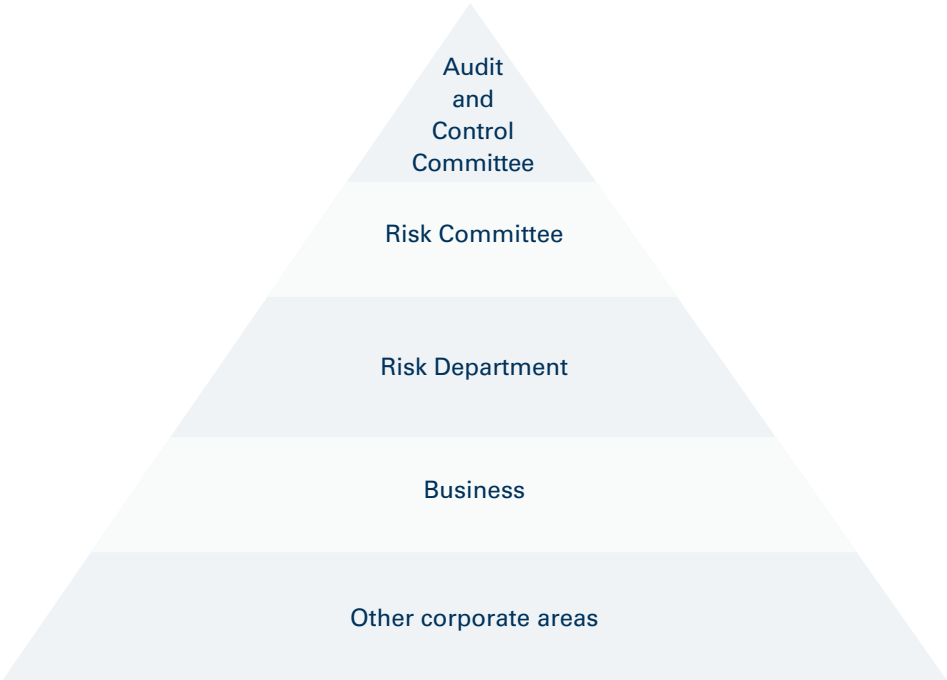 Audit
and
Control
Committee
Risk Committee
Risk Department
Business
Other corporate areas